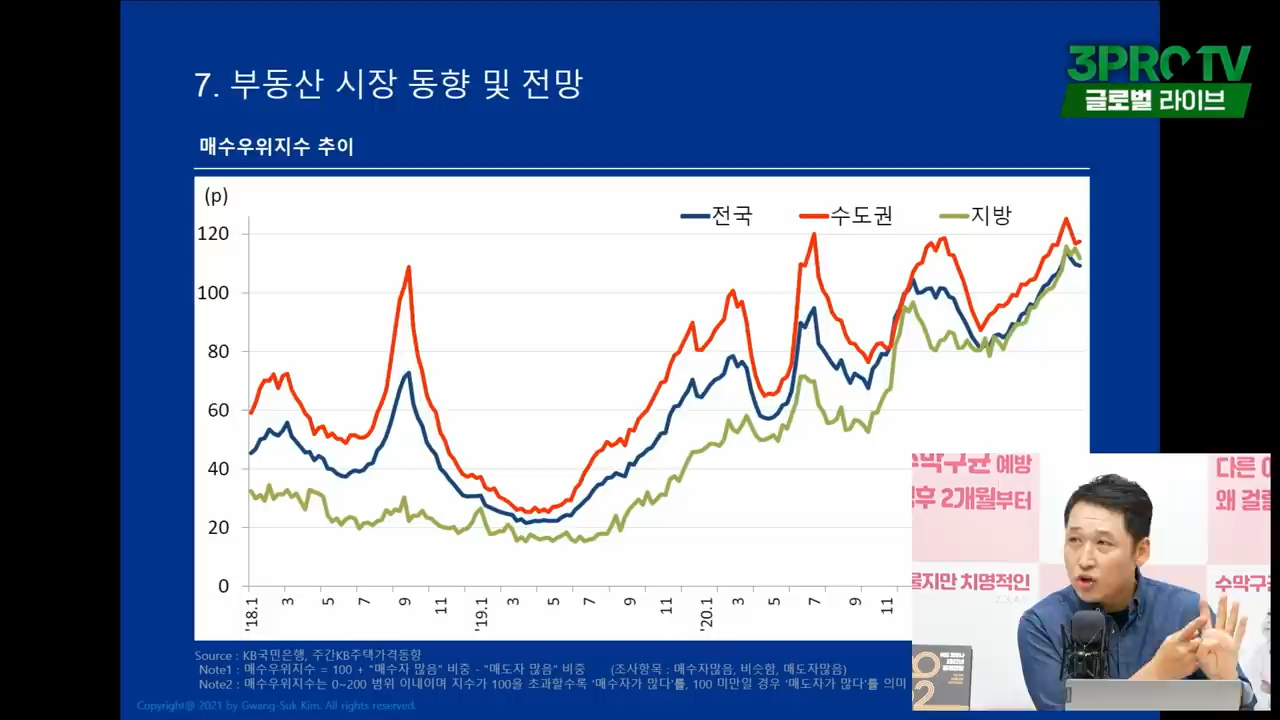 7. 부동산 시장 동향 및 전망
3PRO TV
글로벌 라이브
매수우위지수 추이
(p)
전국 수도권 지방
120
100
80
60
40
20
0
'18.1 3 5 7 9 11 '19.1 3 5 7 9 11 '20.1 3 5 7 9 11
Source : KB국민은행, 주간KB주택가격동향
Note1 : 매수우위지수 = 100 + "매수자 많음" 비중 - "매도자 많음" 비중 (조사항목 : 매수자많음, 비슷함, 매도자많음)
Note2 : 매수우위지수는 0~200 범위 이내이며 지수가 100을 초과할수록 '매수자가 많다'를, 100 미만일 경우 '매도자가 많다'를 의미
Copyright@ 2021 by Gwang-Suk Kim. All rights reserved.
예방
2개월부터
치명적인
다른
왜